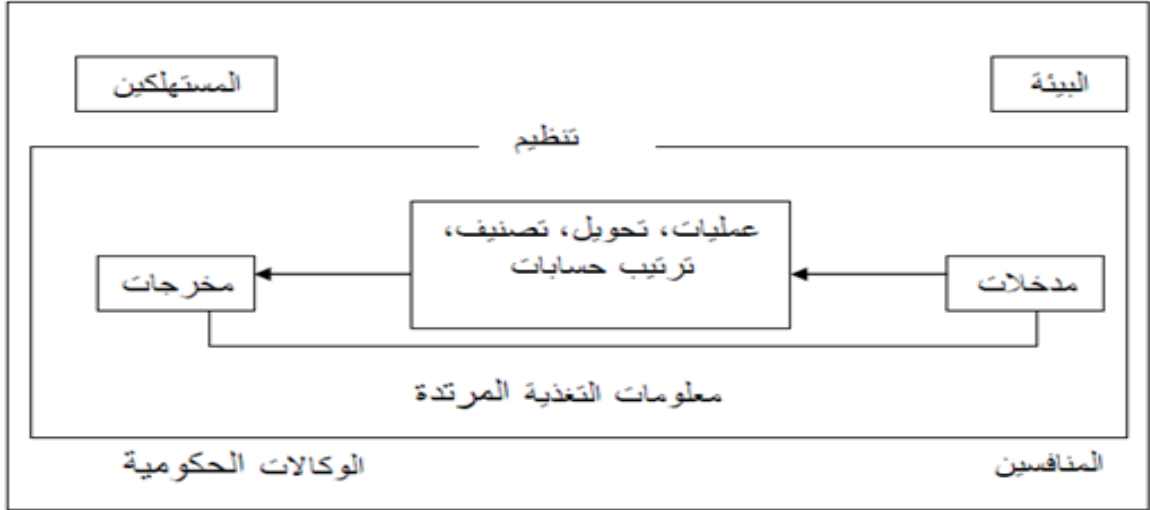 البيئة
المستهلكين
تنظيم
مدخلات
عمليات، تحويل، تصنيف،
ترتيب حسابات
مخرجات
معلومات التغذية المرتدة
المنافسين
الوكالات الحكومية